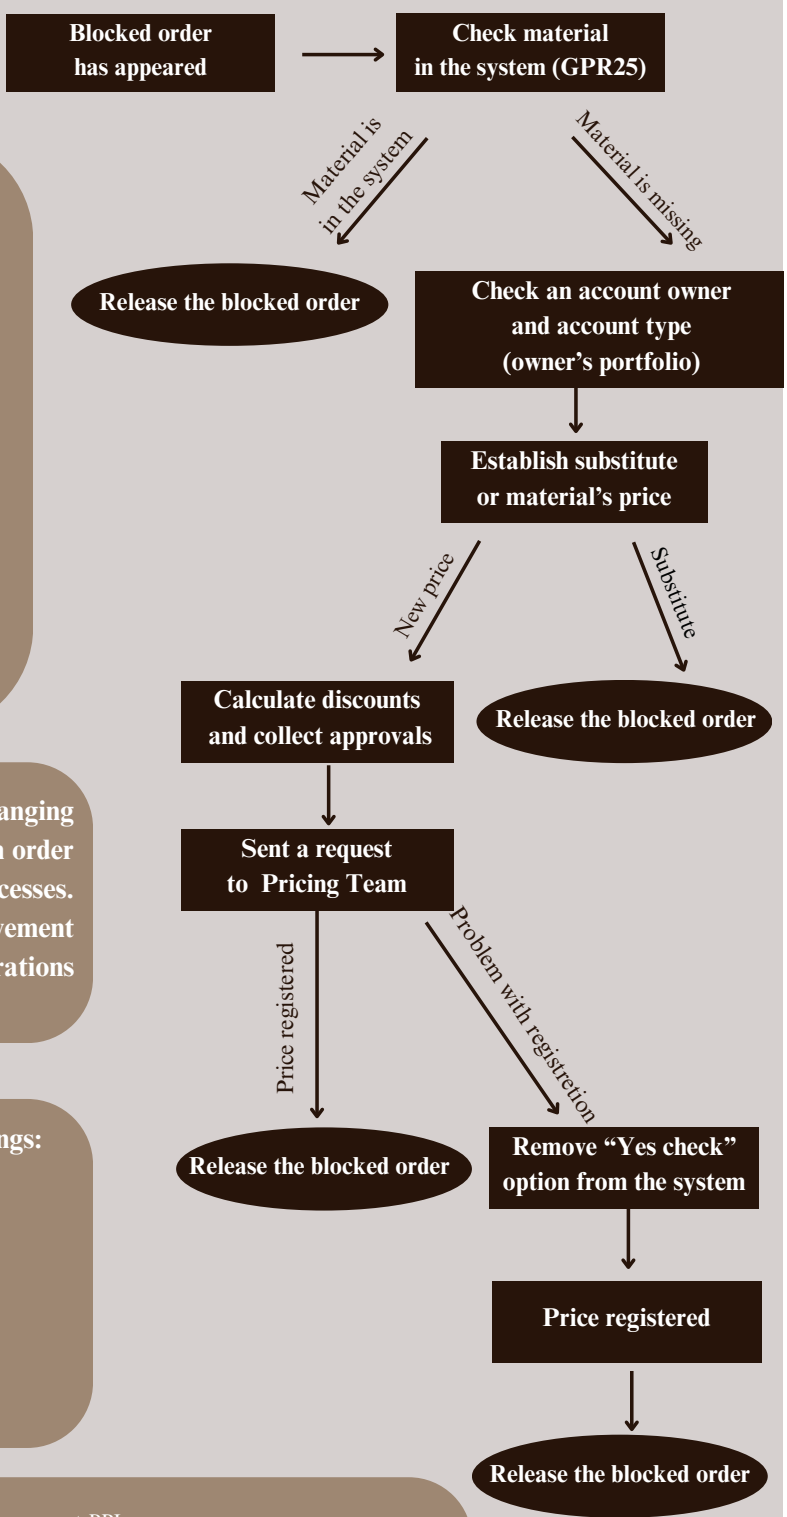 Blocked order
has appeared
Check material
in the system (GPR25)
Material is
in the system
Material is missing
Release the blocked order
Check an account owner
and account type
(owner's portfolio)
Establish substitute
or material's price
New price
Substitute
Calculate discounts
and collect approvals
Release the blocked order
anging
order
cesses.
vement
rations
Sent a request
to Pricing Team
Price registered
Problem with registretion
ngs:
Release the blocked order
Remove “Yes check”
option from the system
Price registered
Release the blocked order